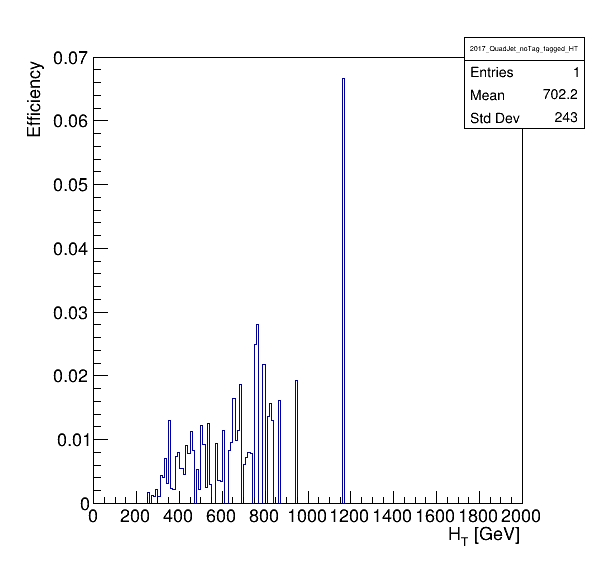 2017_QuadJet_noTag_tagged_HT
Entries 1
Mean 702.2
Std Dev 243
Efficiency
0.07
0.06
0.05
0.04
0.03
0.02
0.01
0
0 200 400 600 800 1000 1200 1400 1600 1800 2000
H_T [GeV]